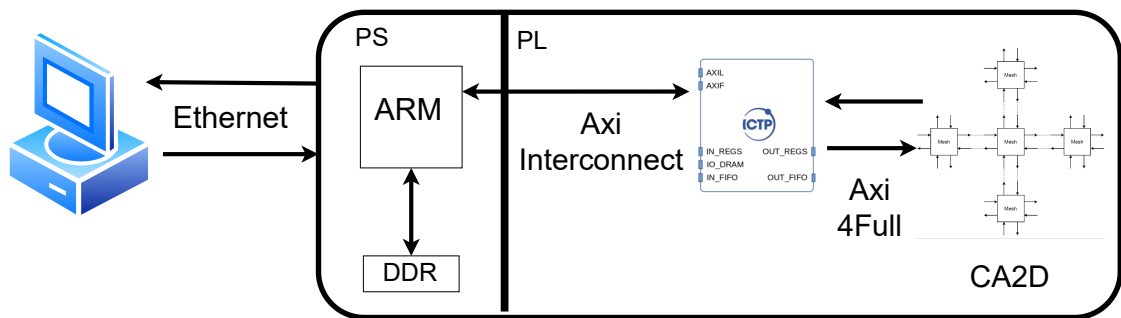 PS
PL
Ethernet
ARM
DDR
Axi
Interconnect
AXIL
AXIF
ICTP
IN_REGS
OUT_REGS
IO_DRAM
IN_FIFO
OUT_FIFO
Axi
4Full
Mesh
Mesh
Mesh
Mesh
Mesh
CA2D